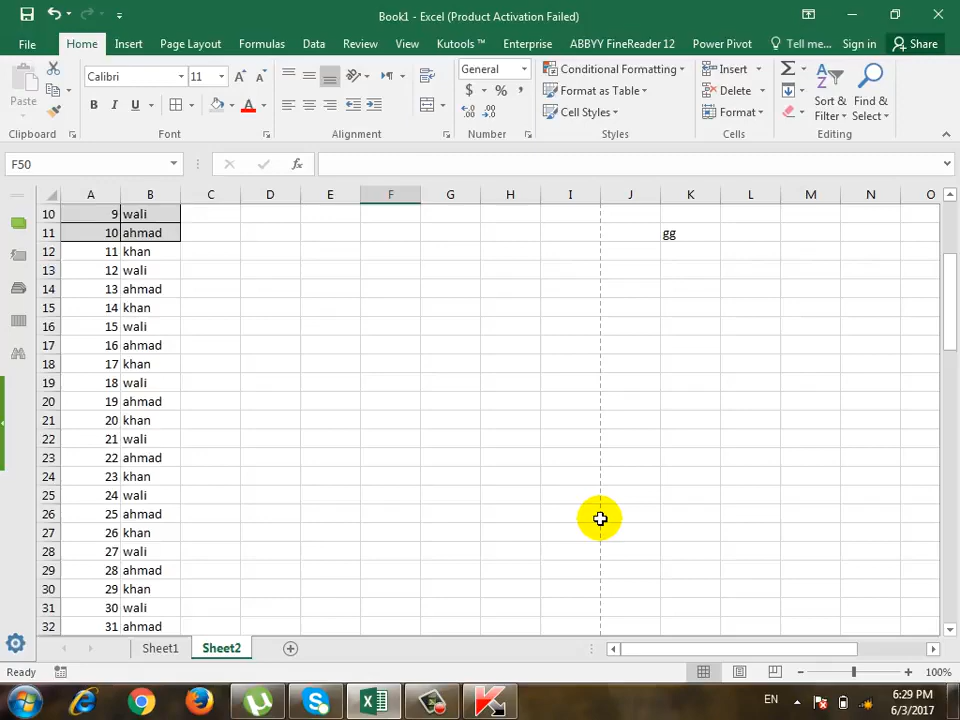 Book1 - Excel (Product Activation Failed)
File Home Insert Page Layout Formulas Data Review View Kutools ™ Enterprise ABBYY FineReader 12 Power Pivot Tell me... Sign in Share
Calibri 11 A A General Conditional Formatting Insert Σ
Paste B I U A $ % , Format as Table Delete Sort & Find &
Cell Styles Format Filter Select
Clipboard Font Alignment Number Styles Cells Editing
F50 fx
A B C D E F G H I J K L M N O
10 9 wali
11 10 ahmad gg
12 11 khan
13 12 wali
14 13 ahmad
15 14 khan
16 15 wali
17 16 ahmad
18 17 khan
19 18 wali
20 19 ahmad
21 20 khan
22 21 wali
23 22 ahmad
24 23 khan
25 24 wali
26 25 ahmad
27 26 khan
28 27 wali
29 28 ahmad
30 29 khan
31 30 wali
32 31 ahmad
Sheet1 Sheet2
Ready 100%
EN 6:29 PM
6/3/2017